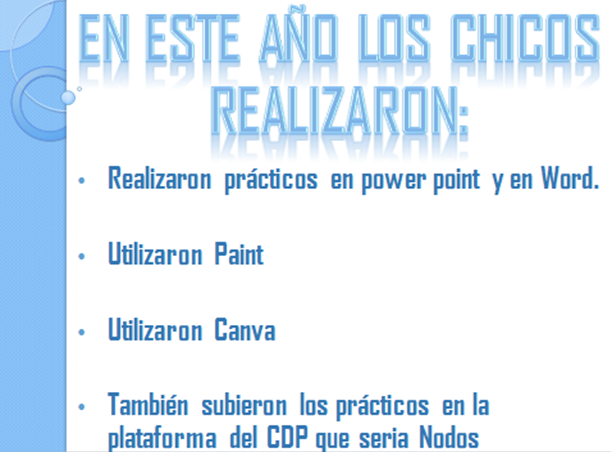 EN ESTE AÑO LOS CHICOS
REALIZARON:
• Realizaron prácticos en power point y en Word.
• Utilizaron Paint
• Utilizaron Canva
• También subieron los prácticos en la
plataforma del CDP que seria Nodos